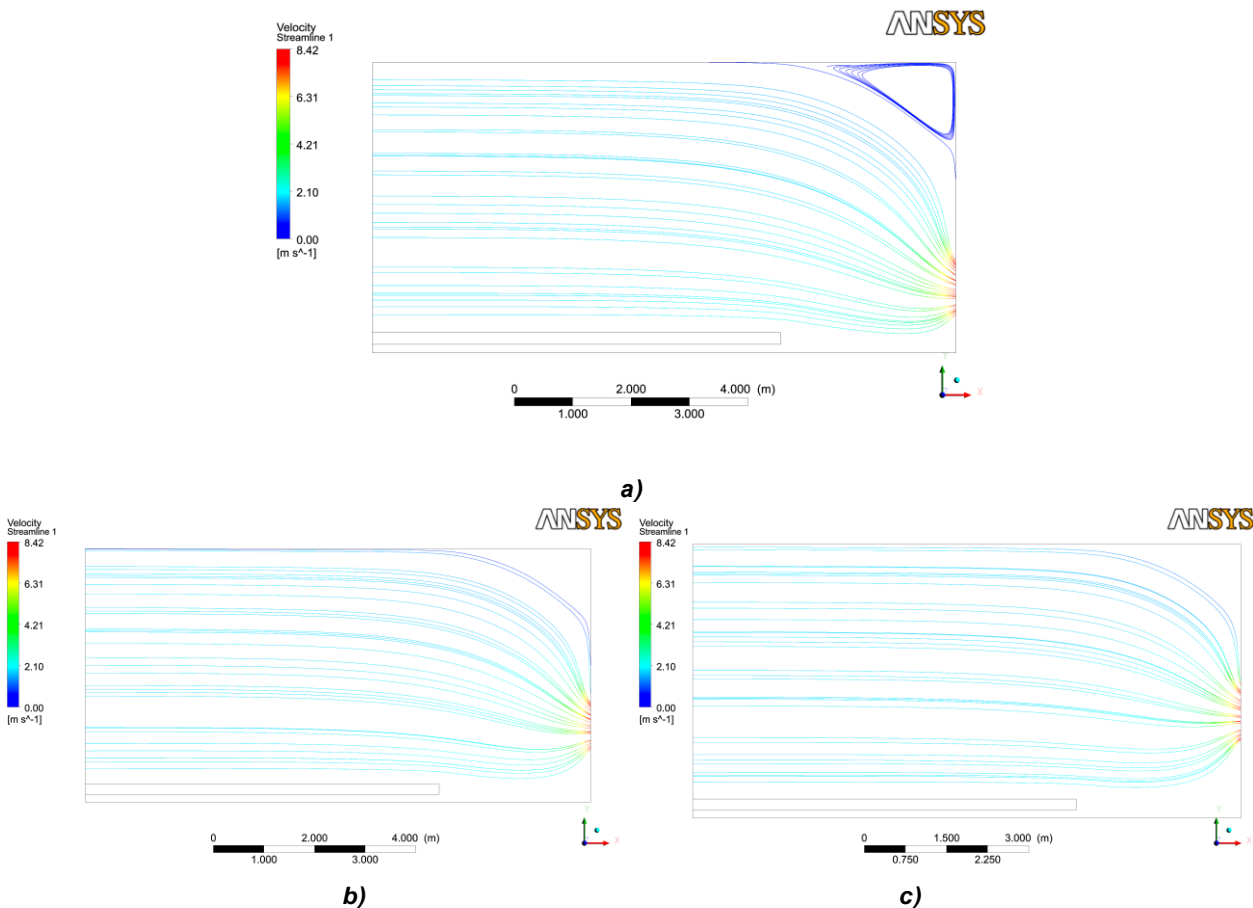 ANSYS
Velocity
Streamline 1
8.42
6.31
4.21
2.10
0.00
[m s^-1]
Y
X
0 2.000 4.000 (m)
1.000 3.000
a)
ANSYS
Velocity
Streamline 1
8.42
6.31
4.21
2.10
0.00
[m s^-1]
Y
X
0 2.000 4.000 (m)
1.000 3.000
b)
ANSYS
Velocity
Streamline 1
8.42
6.31
4.21
2.10
0.00
[m s^-1]
Y
X
0 1.500 3.000 (m)
0.750 2.250
c)